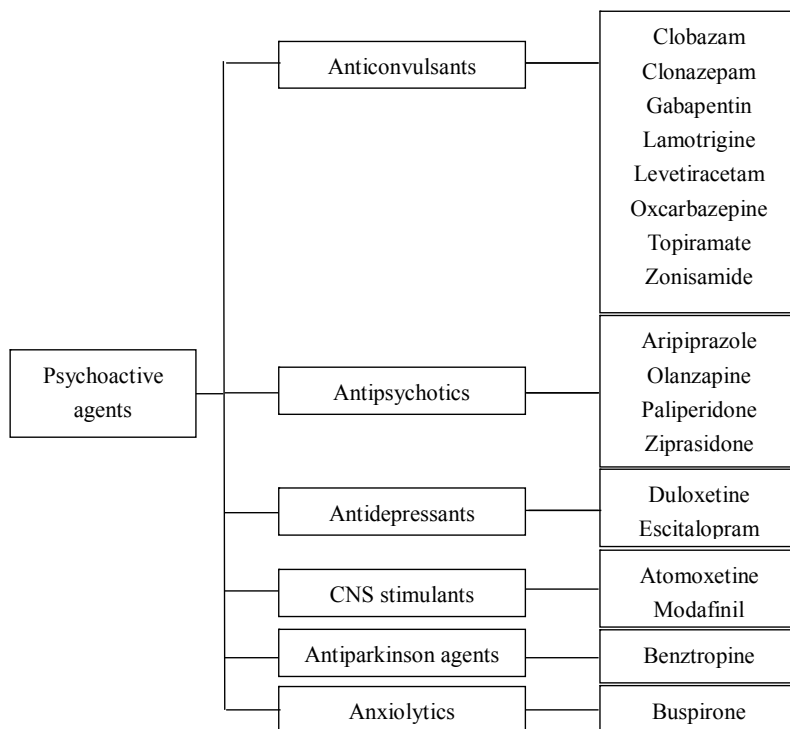 Psychoactive
agents
Anticonvulsants
Clobazam
Clonazepam
Gabapentin
Lamotrigine
Levetiracetam
Oxcarbazepine
Topiramate
Zonisamide
Antipsychotics
Aripiprazole
Olanzapine
Paliperidone
Ziprasidone
Antidepressants
Duloxetine
Escitalopram
CNS stimulants
Atomoxetine
Modafinil
Antiparkinson agents
Benztropine
Anxiolytics
Buspirone